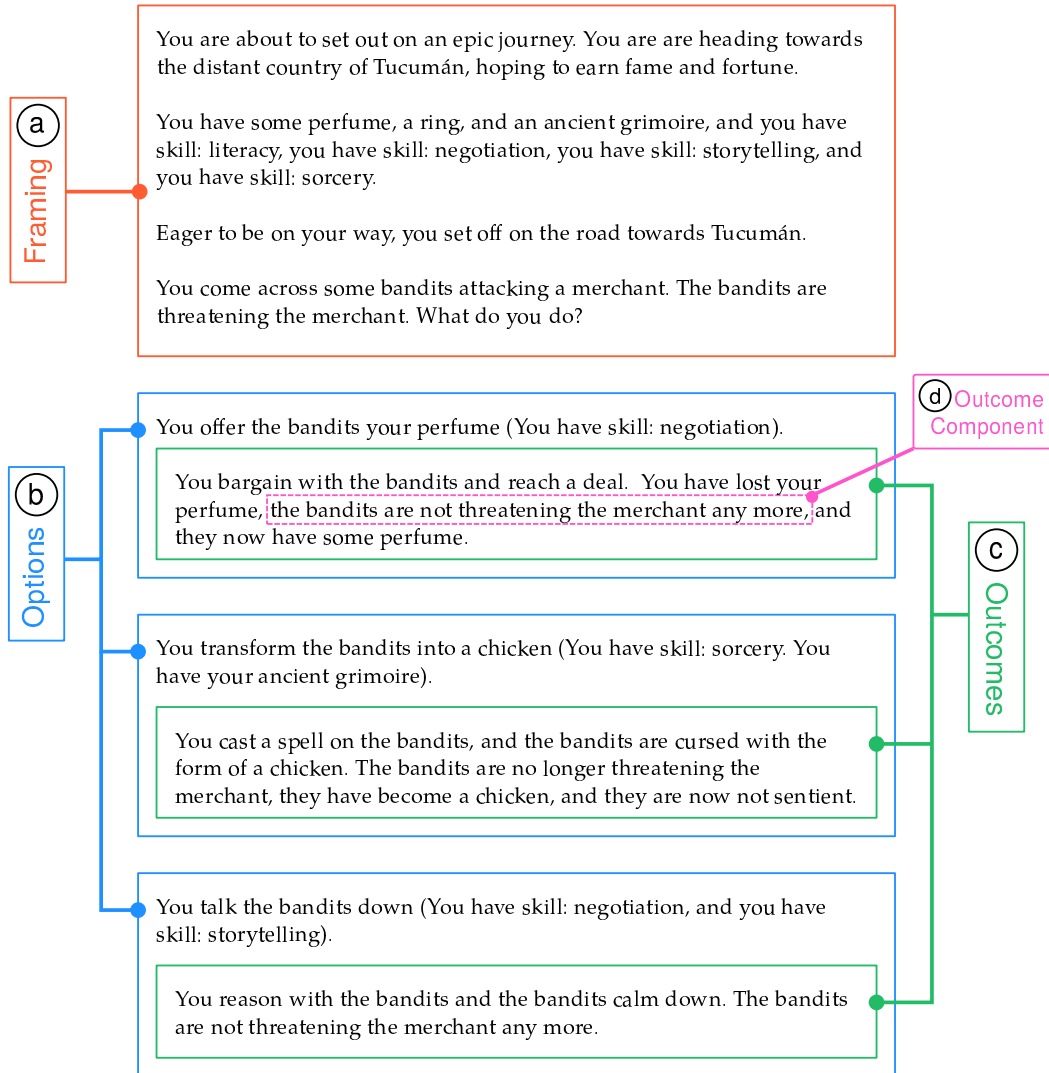 You are about to set out on an epic journey. You are are heading towards
the distant country of Tucumán, hoping to earn fame and fortune.
You have some perfume, a ring, and an ancient grimoire, and you have
skill: literacy, you have skill: negotiation, you have skill: storytelling, and
you have skill: sorcery.
Eager to be on your way, you set off on the road towards Tucumán.
You come across some bandits attacking a merchant. The bandits are
threatening the merchant. What do you do?
a
Framing
d Outcome
Component
You offer the bandits your perfume (You have skill: negotiation).
You bargain with the bandits and reach a deal.  You have lost your
perfume, the bandits are not threatening the merchant any more, and
they now have some perfume.
b
Options
c
Outcomes
You transform the bandits into a chicken (You have skill: sorcery. You
have your ancient grimoire).
You cast a spell on the bandits, and the bandits are cursed with the
form of a chicken. The bandits are no longer threatening the
merchant, they have become a chicken, and they are now not sentient.
You talk the bandits down (You have skill: negotiation, and you have
skill: storytelling).
You reason with the bandits and the bandits calm down. The bandits
are not threatening the merchant any more.